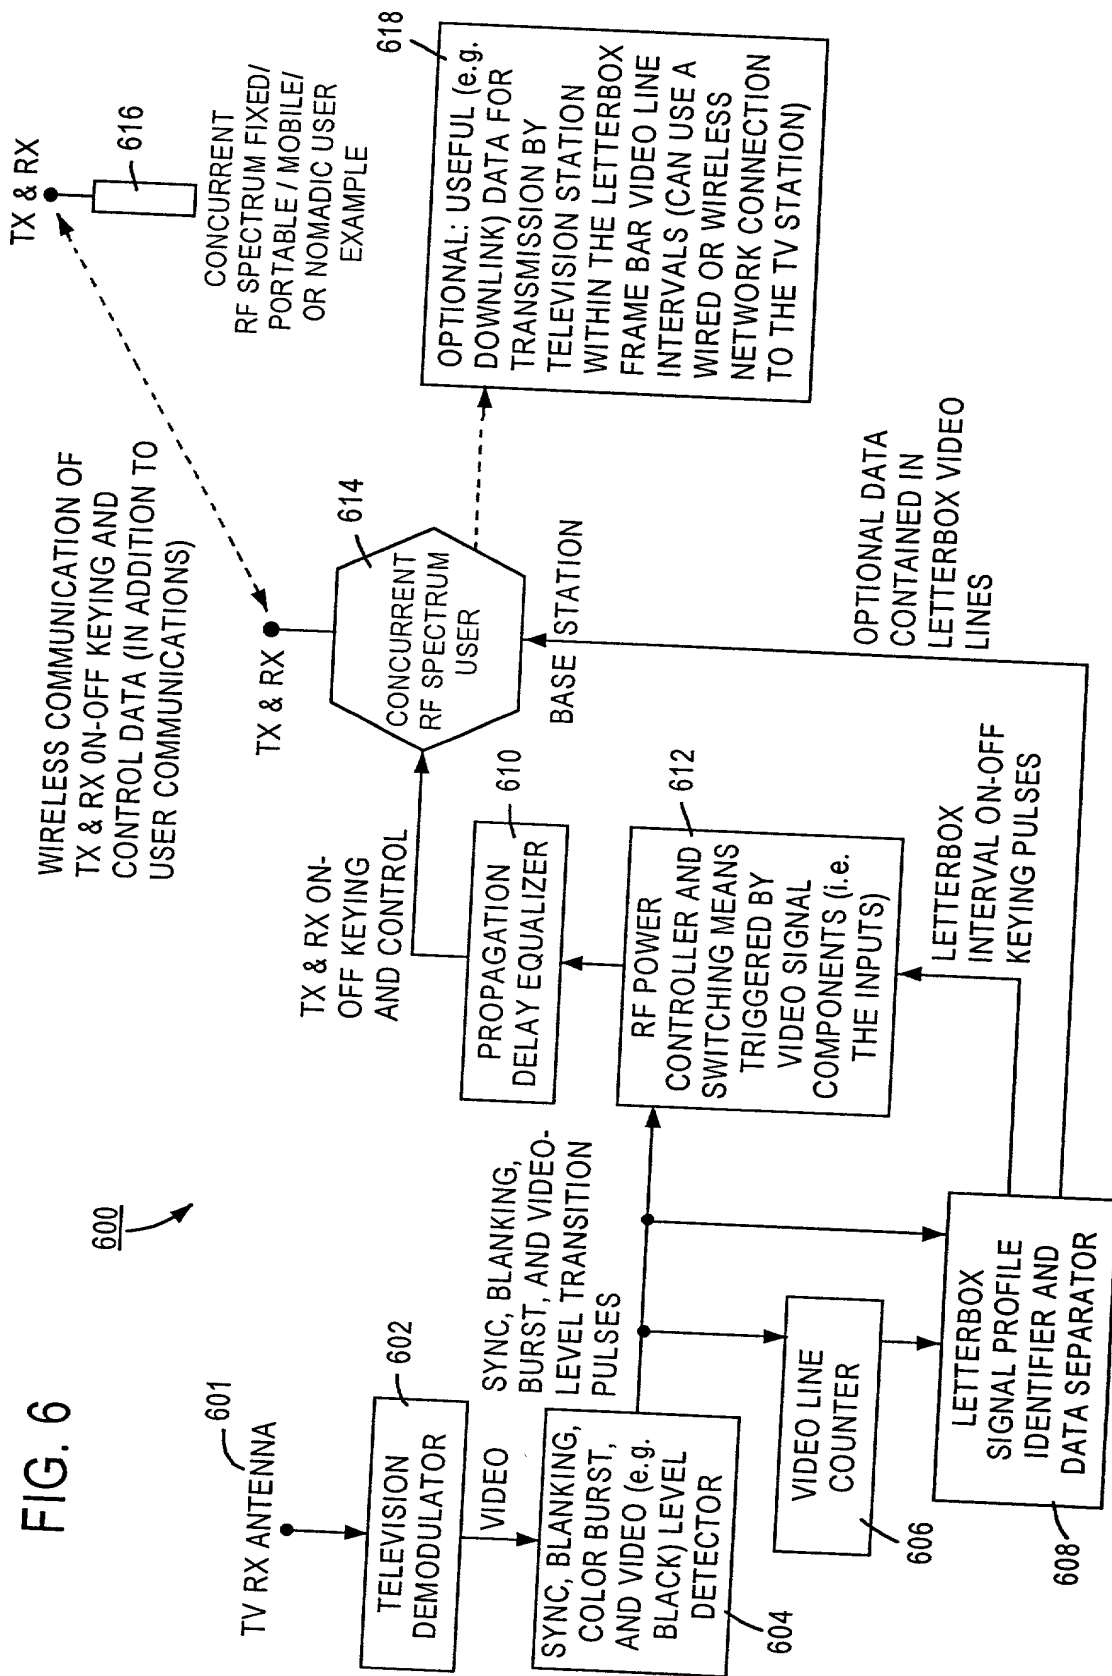 FIG. 6
600
TV RX ANTENNA
601
TELEVISION
DEMODULATOR
602
VIDEO
SYNC, BLANKING,
COLOR BURST,
AND VIDEO (e.g.
BLACK) LEVEL
DETECTOR
604
SYNC, BLANKING,
BURST, AND VIDEO-
LEVEL TRANSITION
PULSES
VIDEO LINE
COUNTER
606
LETTERBOX
SIGNAL PROFILE
IDENTIFIER AND
DATA SEPARATOR
608
LETTERBOX
INTERVAL ON-OFF
KEYING PULSES
RF POWER
CONTROLLER AND
SWITCHING MEANS
TRIGGERED BY
VIDEO SIGNAL
COMPONENTS (i.e.
THE INPUTS)
612
PROPAGATION
DELAY EQUALIZER
610
TX & RX ON-
OFF KEYING
AND CONTROL
OPTIONAL DATA
CONTAINED IN
LETTERBOX VIDEO
LINES
CONCURRENT
RF SPECTRUM
USER
614
BASE STATION
TX & RX
WIRELESS COMMUNICATION OF
TX & RX ON-OFF KEYING AND
CONTROL DATA (IN ADDITION TO
USER COMMUNICATIONS)
TX & RX
616
CONCURRENT
RF SPECTRUM FIXED/
PORTABLE / MOBILE/
OR NOMADIC USER
EXAMPLE
618
OPTIONAL: USEFUL (e.g.
DOWNLINK) DATA FOR
TRANSMISSION BY
TELEVISION STATION
WITHIN THE LETTERBOX
FRAME BAR VIDEO LINE
INTERVALS (CAN USE A
WIRED OR WIRELESS
NETWORK CONNECTION
TO THE TV STATION)